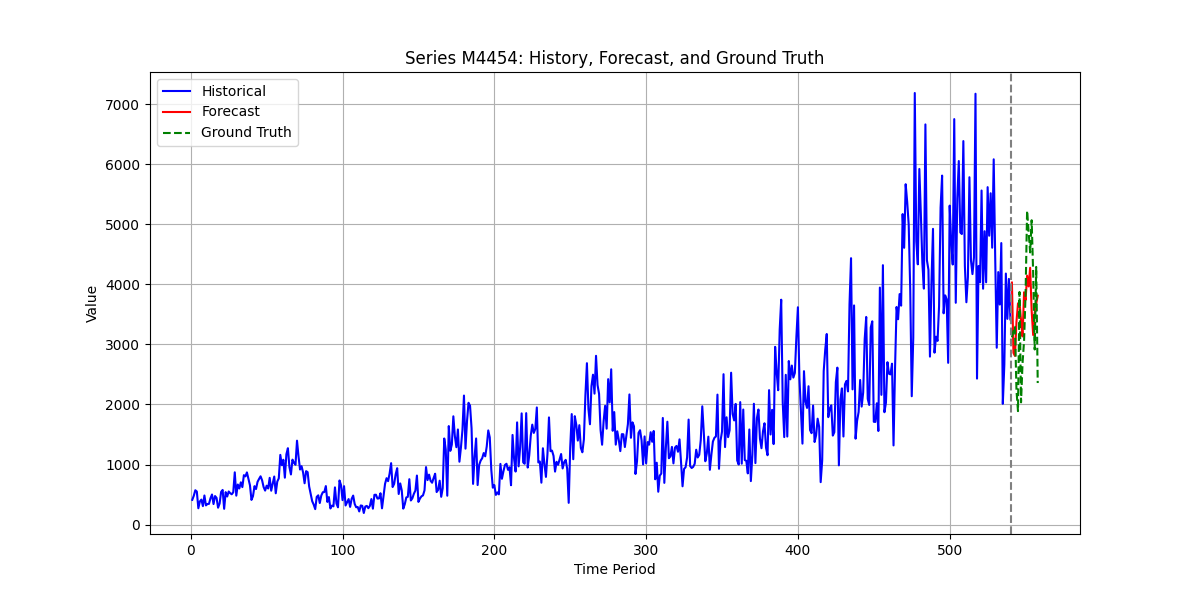 Series M4454: History, Forecast, and Ground Truth
Historical
Forecast
Ground Truth
Value
7000
6000
5000
4000
3000
2000
1000
0
0 100 200 300 400 500
Time Period